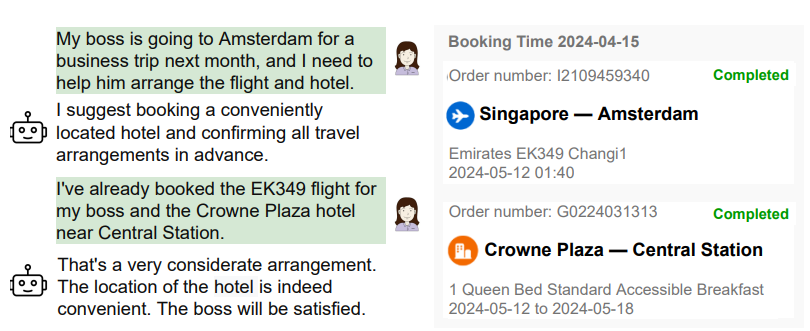 My boss is going to Amsterdam for a
business trip next month, and I need to
help him arrange the flight and hotel.
I suggest booking a conveniently
located hotel and confirming all travel
arrangements in advance.
I've already booked the EK349 flight for
my boss and the Crowne Plaza hotel
near Central Station.
That's a very considerate arrangement.
The location of the hotel is indeed
convenient. The boss will be satisfied.
Booking Time 2024-04-15
Order number: I2109459340 Completed
Singapore — Amsterdam
Emirates EK349 Changi1
2024-05-12 01:40
Order number: G0224031313 Completed
Crowne Plaza — Central Station
1 Queen Bed Standard Accessible Breakfast
2024-05-12 to 2024-05-18